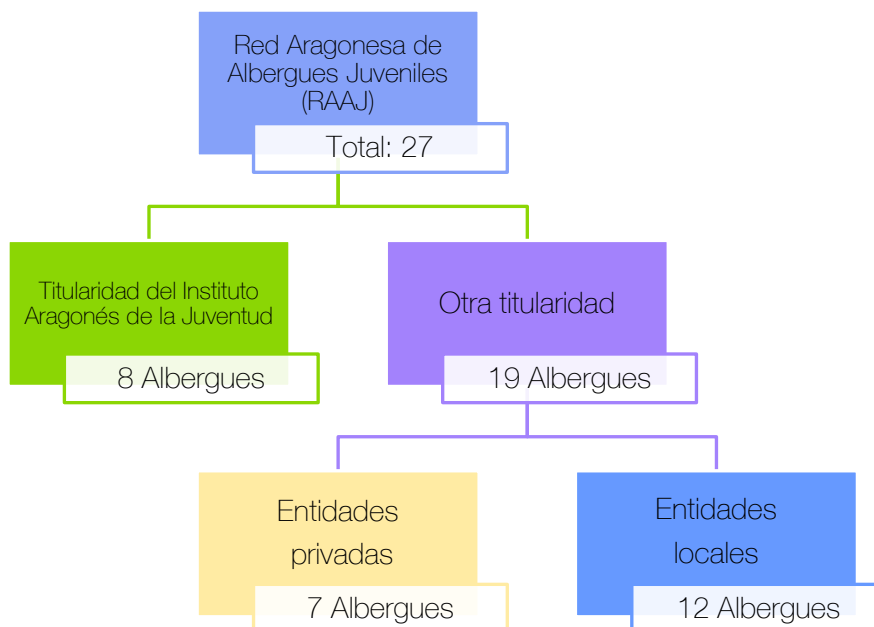 Red Aragonesa de
Albergues Juveniles
(RAAJ)
Total: 27
Titularidad del Instituto
Aragonés de la Juventud
8 Albergues
Otra titularidad
19 Albergues
Entidades
privadas
7 Albergues
Entidades
locales
12 Albergues